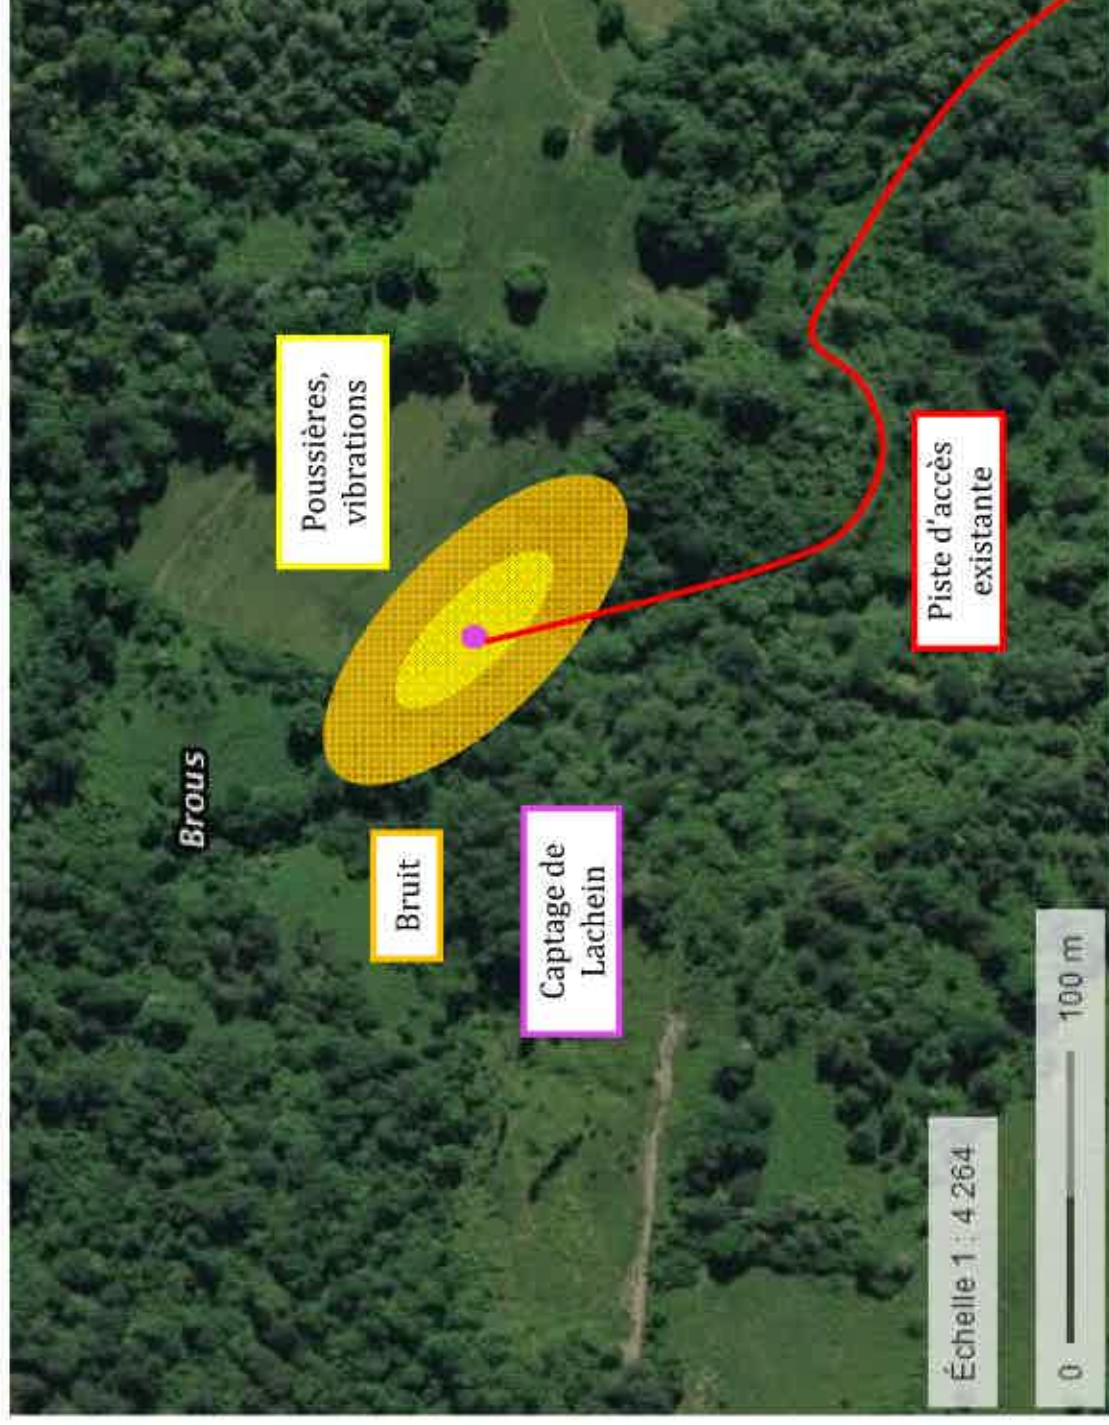 Brous
Poussières,
vibrations
Bruit
Captage de
Lachein
Piste d'accès
existante
Échelle 1 : 4 264
0 100 m